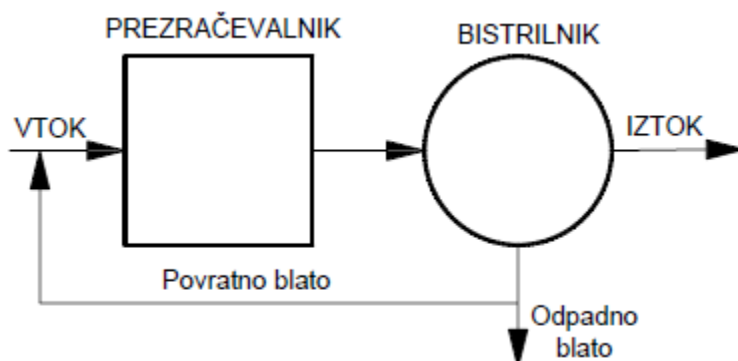 PREZRAČEVALNIK
BISTRILNIK
VTOK
IZTOK
Povratno blato
Odpadno
blato